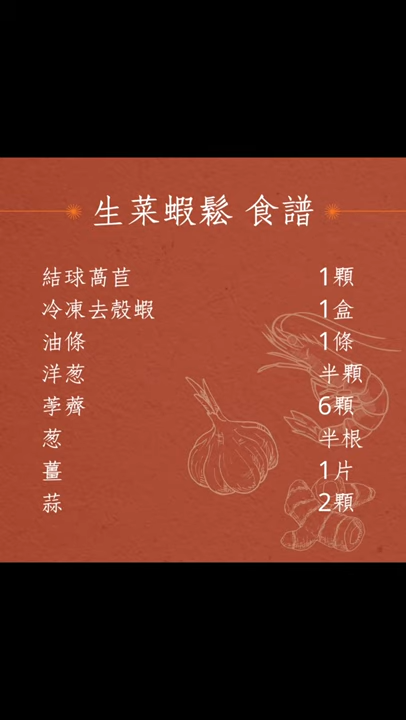 生菜蝦鬆 食譜
結球萵苣 1顆
冷凍去殼蝦 1盒
油條 1條
洋葱 半顆
荸薺 6顆
葱 半根
薑 1片
蒜 2顆